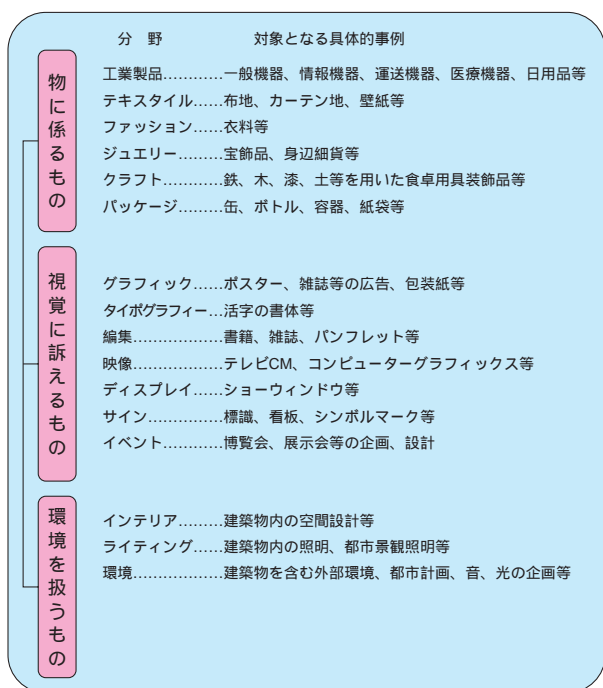 分　野　対象となる具体的事例
物に係るもの
工業製品…………一般機器、情報機器、運送機器、医療機器、日用品等
テキスタイル……布地、カーテン地、壁紙等
ファッション……衣料等
ジュエリー………宝飾品、身辺細貨等
クラフト…………鉄、木、漆、土等を用いた食卓用具装飾品等
パッケージ………缶、ボトル、容器、紙袋等
視覚に訴えるもの
グラフィック……ポスター、雑誌等の広告、包装紙等
タイポグラフィー…活字の書体等
編集………………書籍、雑誌、パンフレット等
映像………………テレビCM、コンピューターグラフィックス等
ディスプレイ……ショーウィンドウ等
サイン……………標識、看板、シンボルマーク等
イベント…………博覧会、展示会等の企画、設計
環境を扱うもの
インテリア………建築物内の空間設計等
ライティング……建築物内の照明、都市景観照明等
環境………………建築物を含む外部環境、都市計画、音、光の企画等